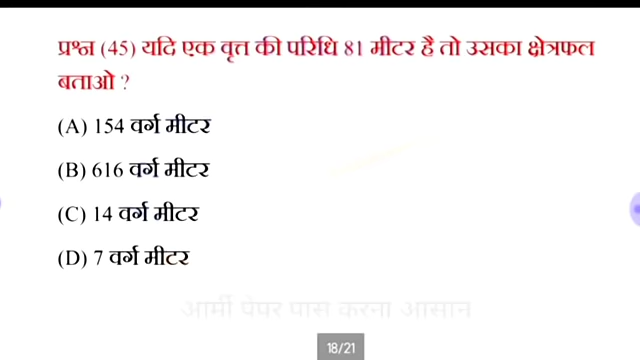 प्रश्न (45) यदि एक वृत्त की परिधि 81 मीटर है तो उसका क्षेत्रफल
बताओ ?
(A) 154 वर्ग मीटर
(B) 616 वर्ग मीटर
(C) 14 वर्ग मीटर
(D) 7 वर्ग मीटर
आर्मी पेपर पास करना आसान
18/21